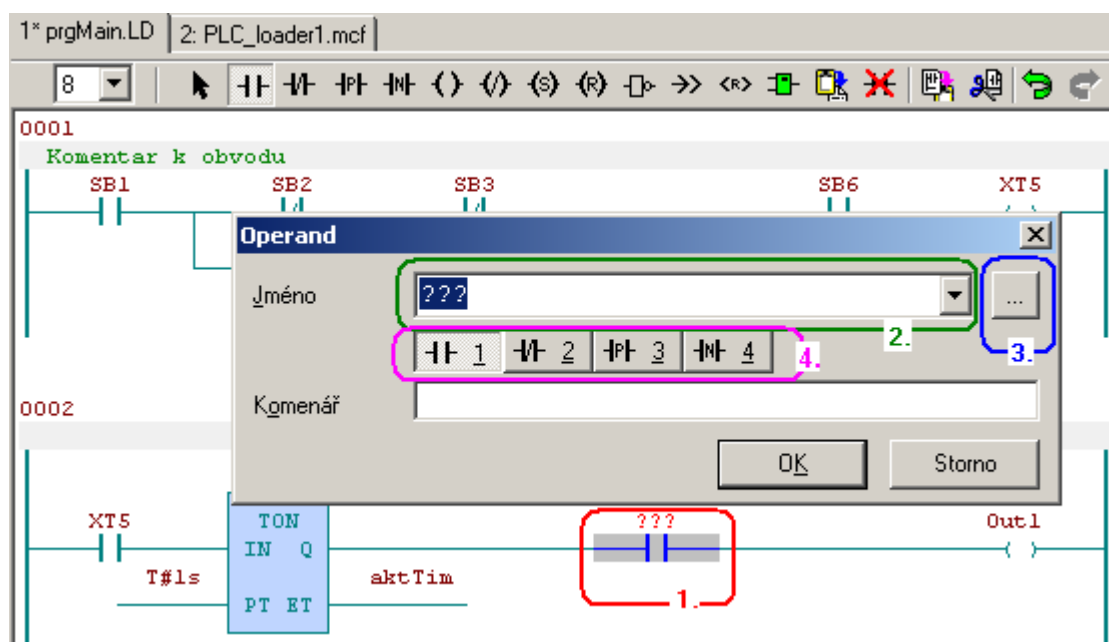 1* prgMain.LD 2: PLC_loader1.mcf
8 P N (S) (R) <R>
0001
Komentar k obvodu
SB1 SB2 SB3 SB6 XT5
Operand
Jméno ??? ...
2. 3.
1 2 P 3 N 4 4.
Komenář
0002
OK Storno
XT5 TON ??? Out1
IN Q
T#1s aktTim
PT ET 1.